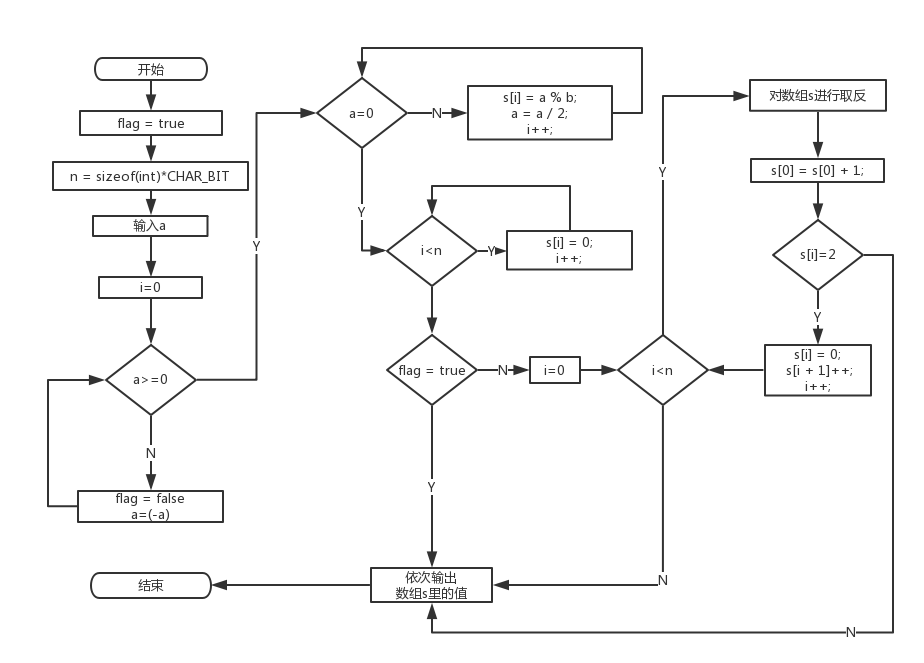 开始
flag = true
n = sizeof(int)*CHAR_BIT
输入a
i=0
a>=0
N
flag = false
a=(-a)
Y
a=0
N
s[i] = a % b;
a = a / 2;
i++;
Y
i<n
Y
s[i] = 0;
i++;
flag = true
N
i=0
i<n
Y
对数组s进行取反
s[0] = s[0] + 1;
s[i]=2
Y
s[i] = 0;
s[i + 1]++;
i++;
Y
N
N
依次输出
数组s里的值
结束